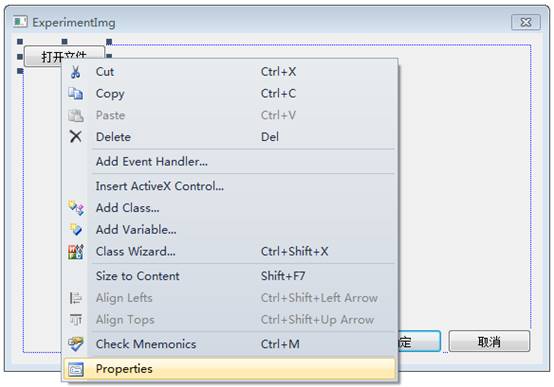 ExperimentImg
打开文件
Cut Ctrl+X
Copy Ctrl+C
Paste Ctrl+V
Delete Del
Add Event Handler...
Insert ActiveX Control...
Add Class...
Add Variable...
Class Wizard... Ctrl+Shift+X
Size to Content Shift+F7
Align Lefts Ctrl+Shift+Left Arrow
Align Tops Ctrl+Shift+Up Arrow
Check Mnemonics Ctrl+M
定 取消
Properties